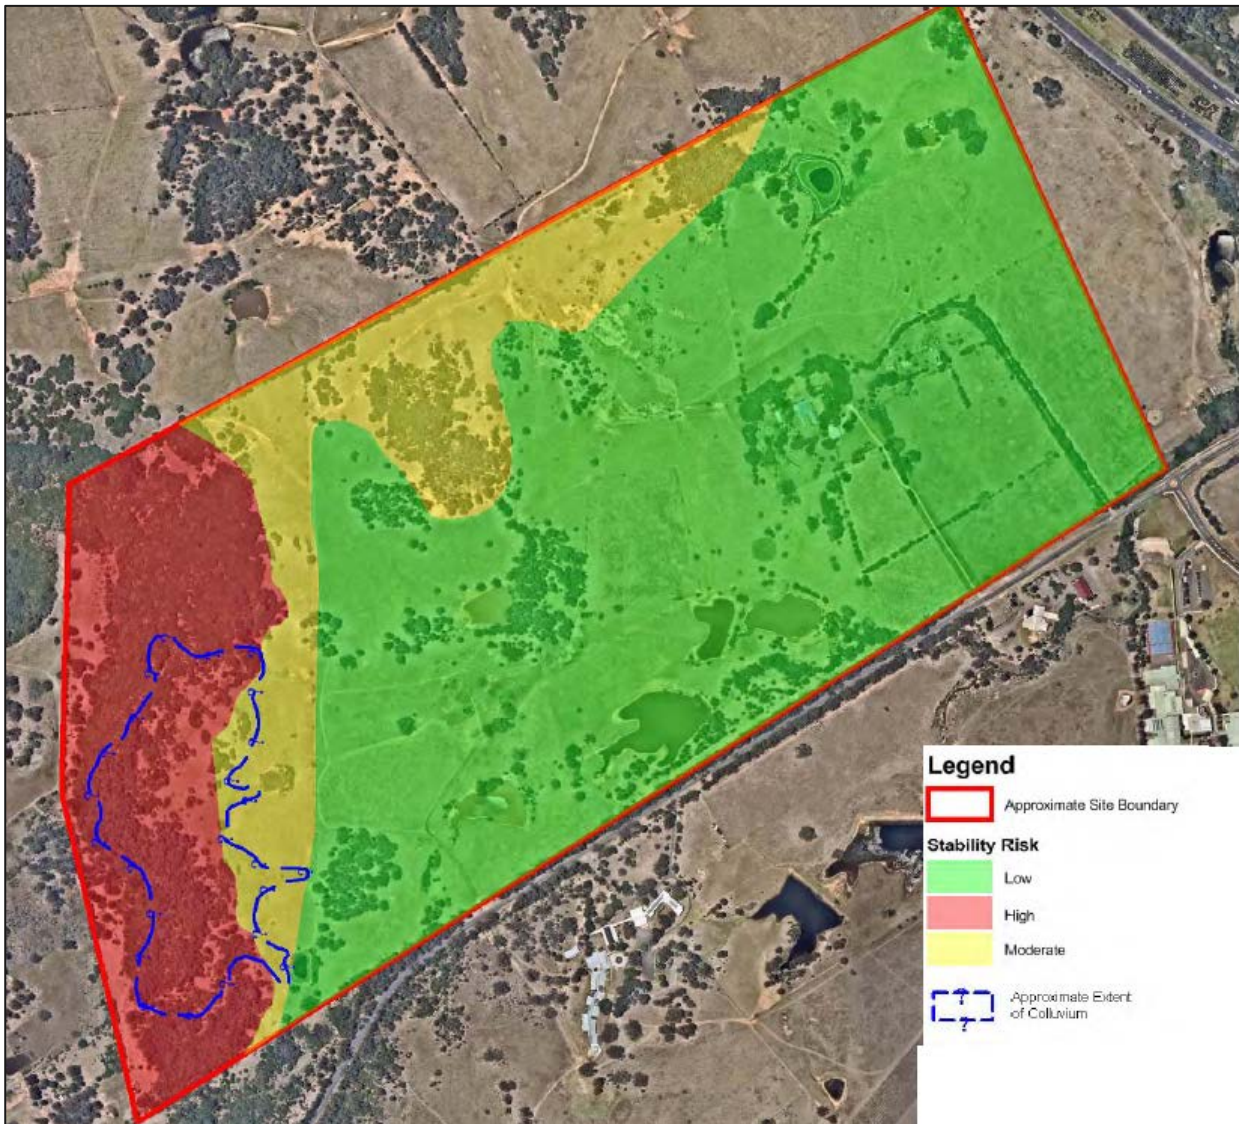 Legend
Approximate Site Boundary
Stability Risk
Low
High
Moderate
?
Approximate Extent
of Colluvium
?